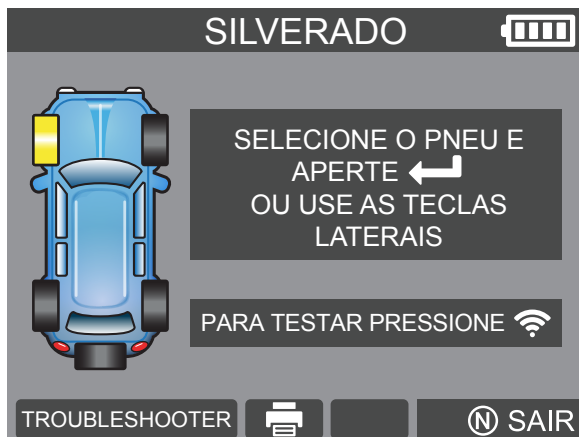 SILVERADO
SELECIONE O PNEU E
APERTE
OU USE AS TECLAS
LATERAIS
PARA TESTAR PRESSIONE
TROUBLESHOOTER
N SAIR